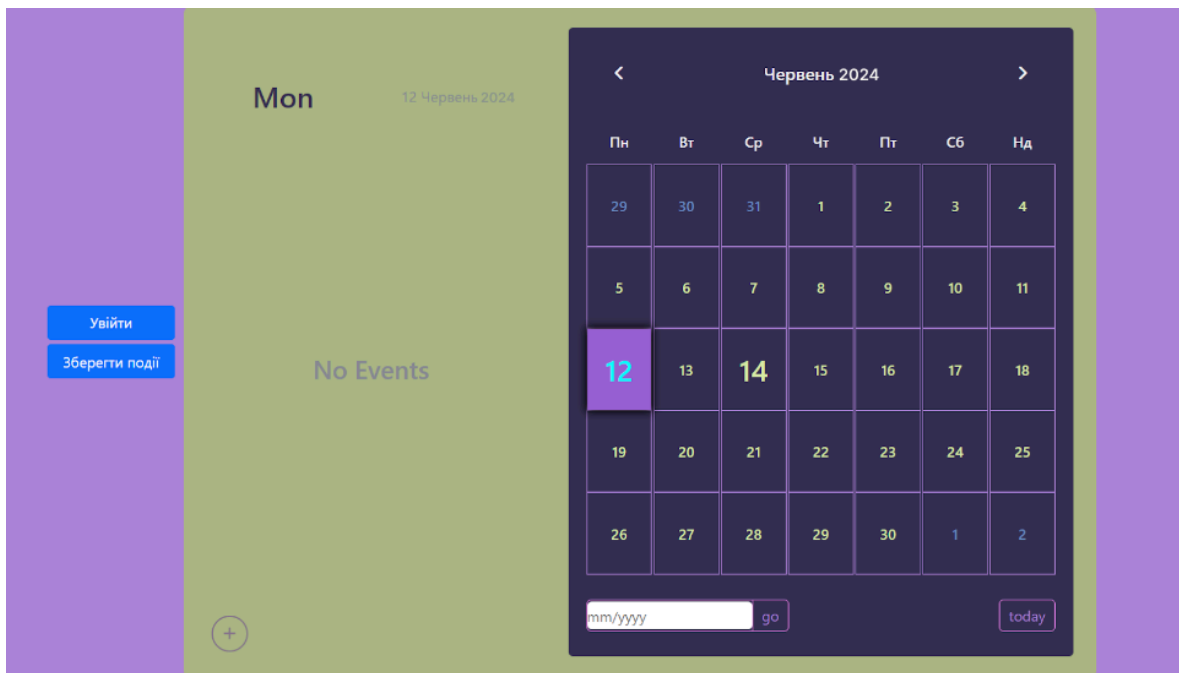 Увійти
Зберегти події
Mon
12 Червень 2024
No Events
+
Червень 2024
Пн Вт Ср Чт Пт Сб Нд
29 30 31 1 2 3 4
5 6 7 8 9 10 11
12 13 14 15 16 17 18
19 20 21 22 23 24 25
26 27 28 29 30 1 2
mm/yyyy go today